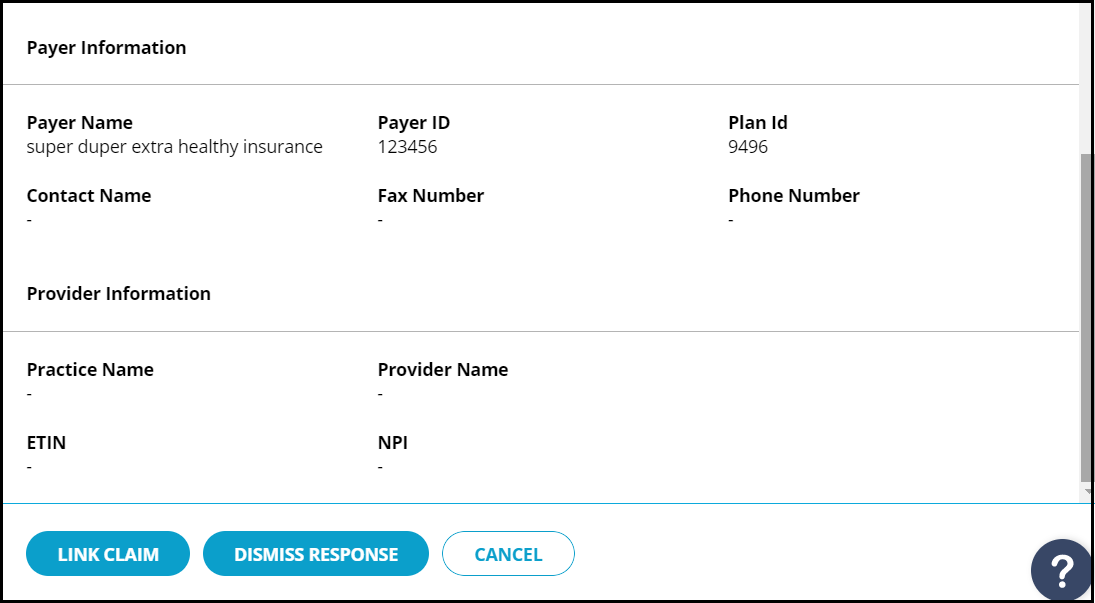 Payer Information
Payer Name Payer ID Plan Id
super duper extra healthy insurance 123456 9496
Contact Name Fax Number Phone Number
- - -
Provider Information
Practice Name Provider Name
- -
ETIN NPI
- -
LINK CLAIM DISMISS RESPONSE CANCEL ?